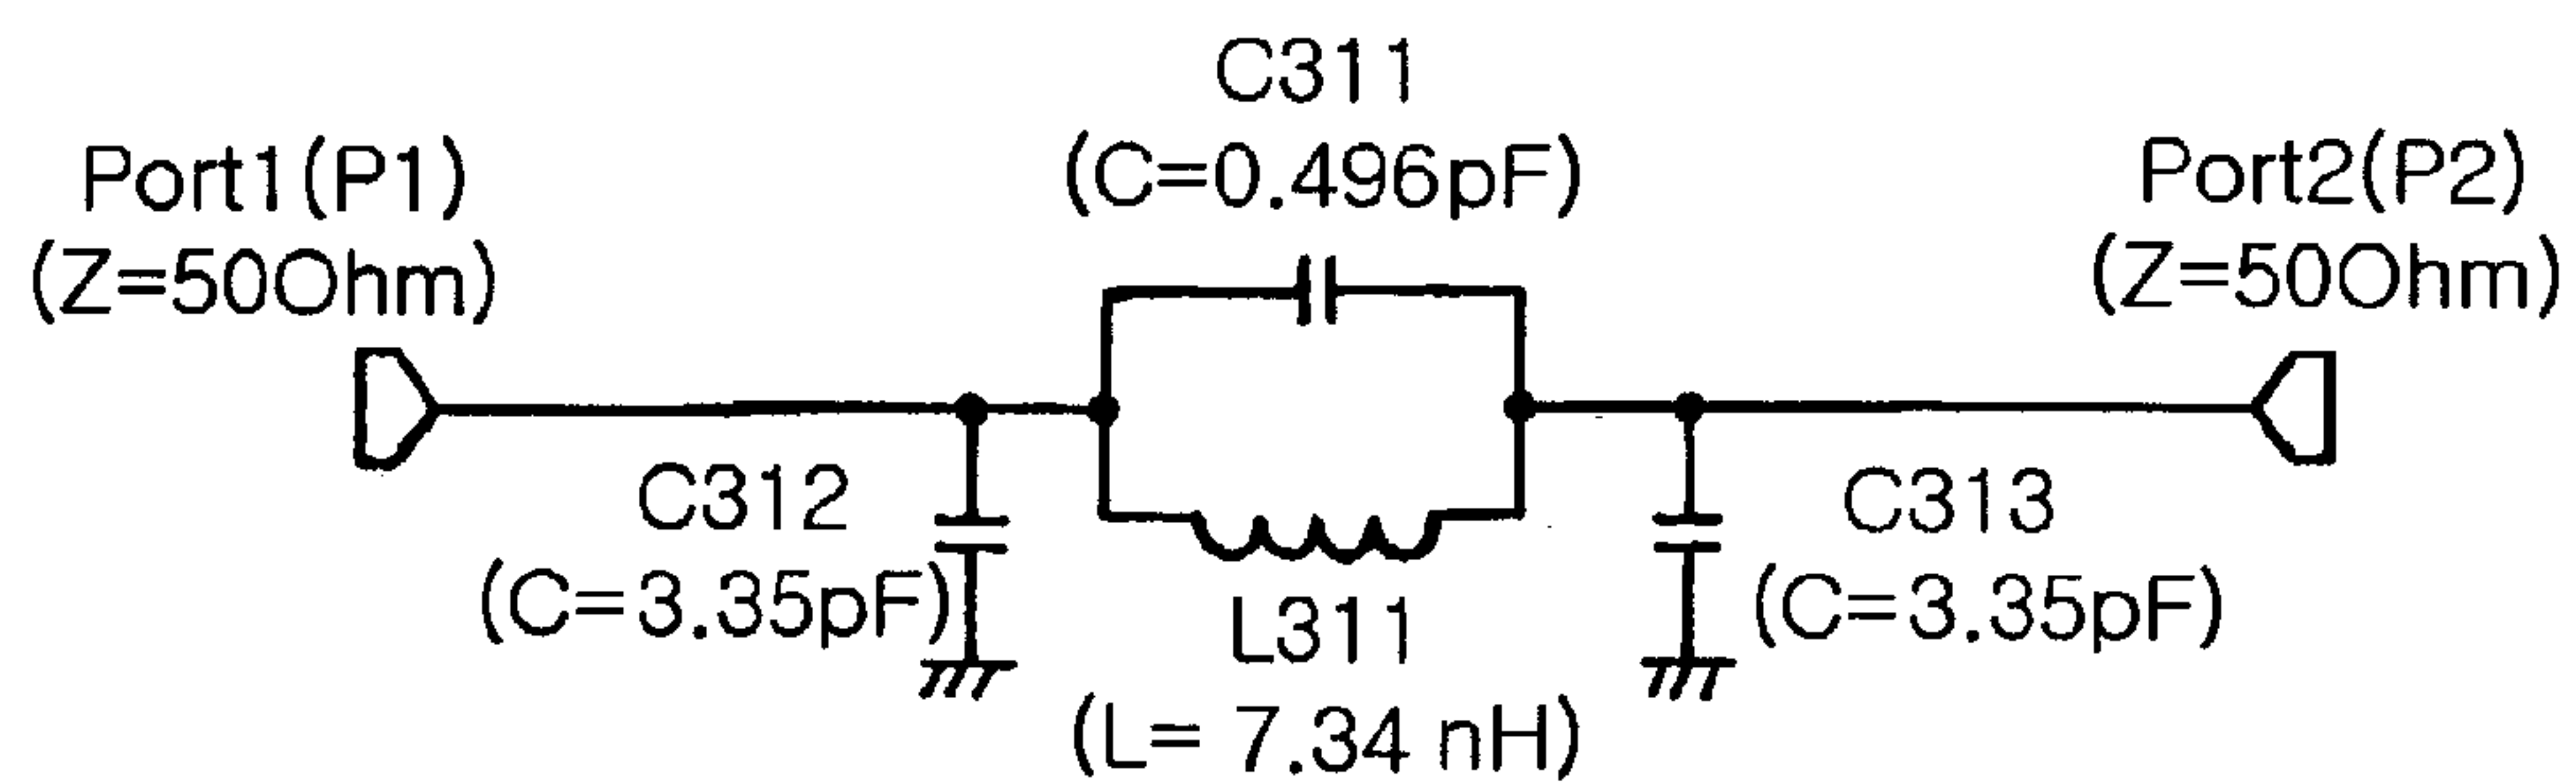 C311
(C=0.496pF)
Port1(P1)
(Z=50Ohm)
Port2(P2)
(Z=50Ohm)
C312
(C=3.35pF)
L311
(L= 7.34 nH)
C313
(C=3.35pF)